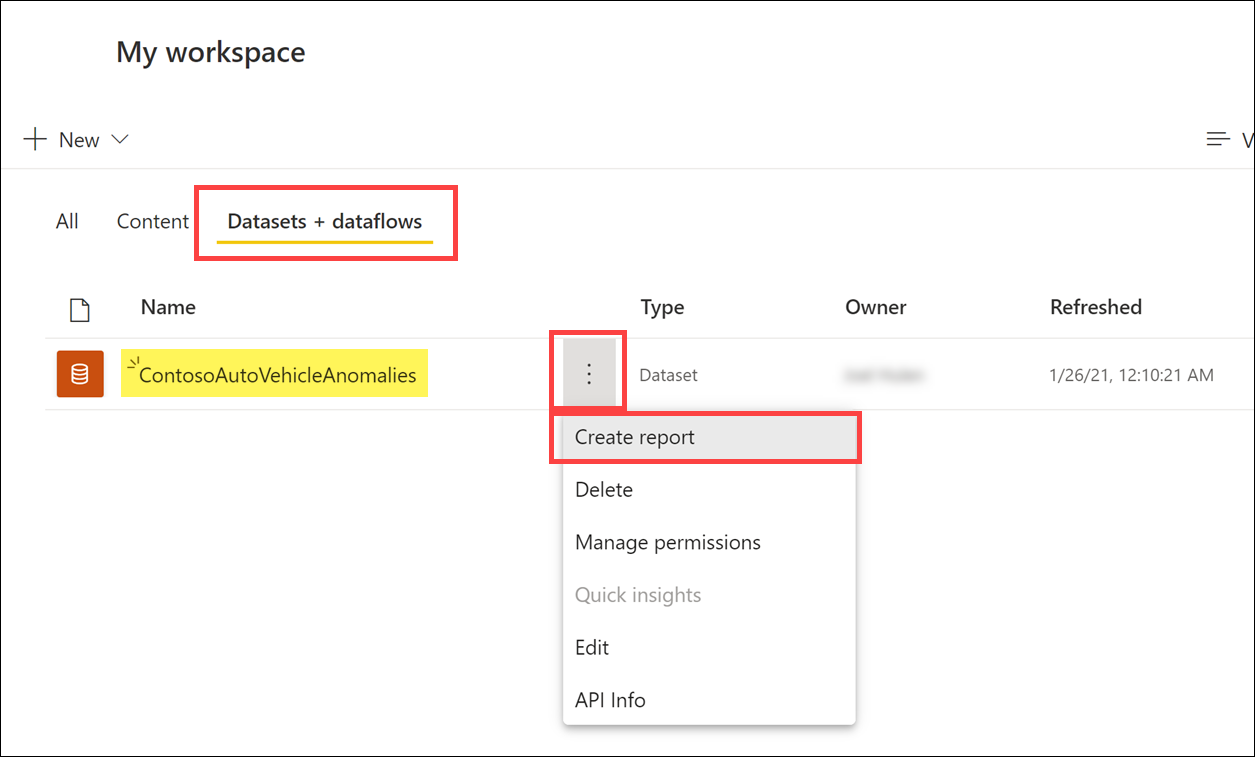 My workspace
New
V
All Content Datasets + dataflows
Name Type Owner Refreshed
ContosoAutoVehicleAnomalies Dataset 1/26/21, 12:10:21 AM
Create report
Delete
Manage permissions
Quick insights
Edit
API Info